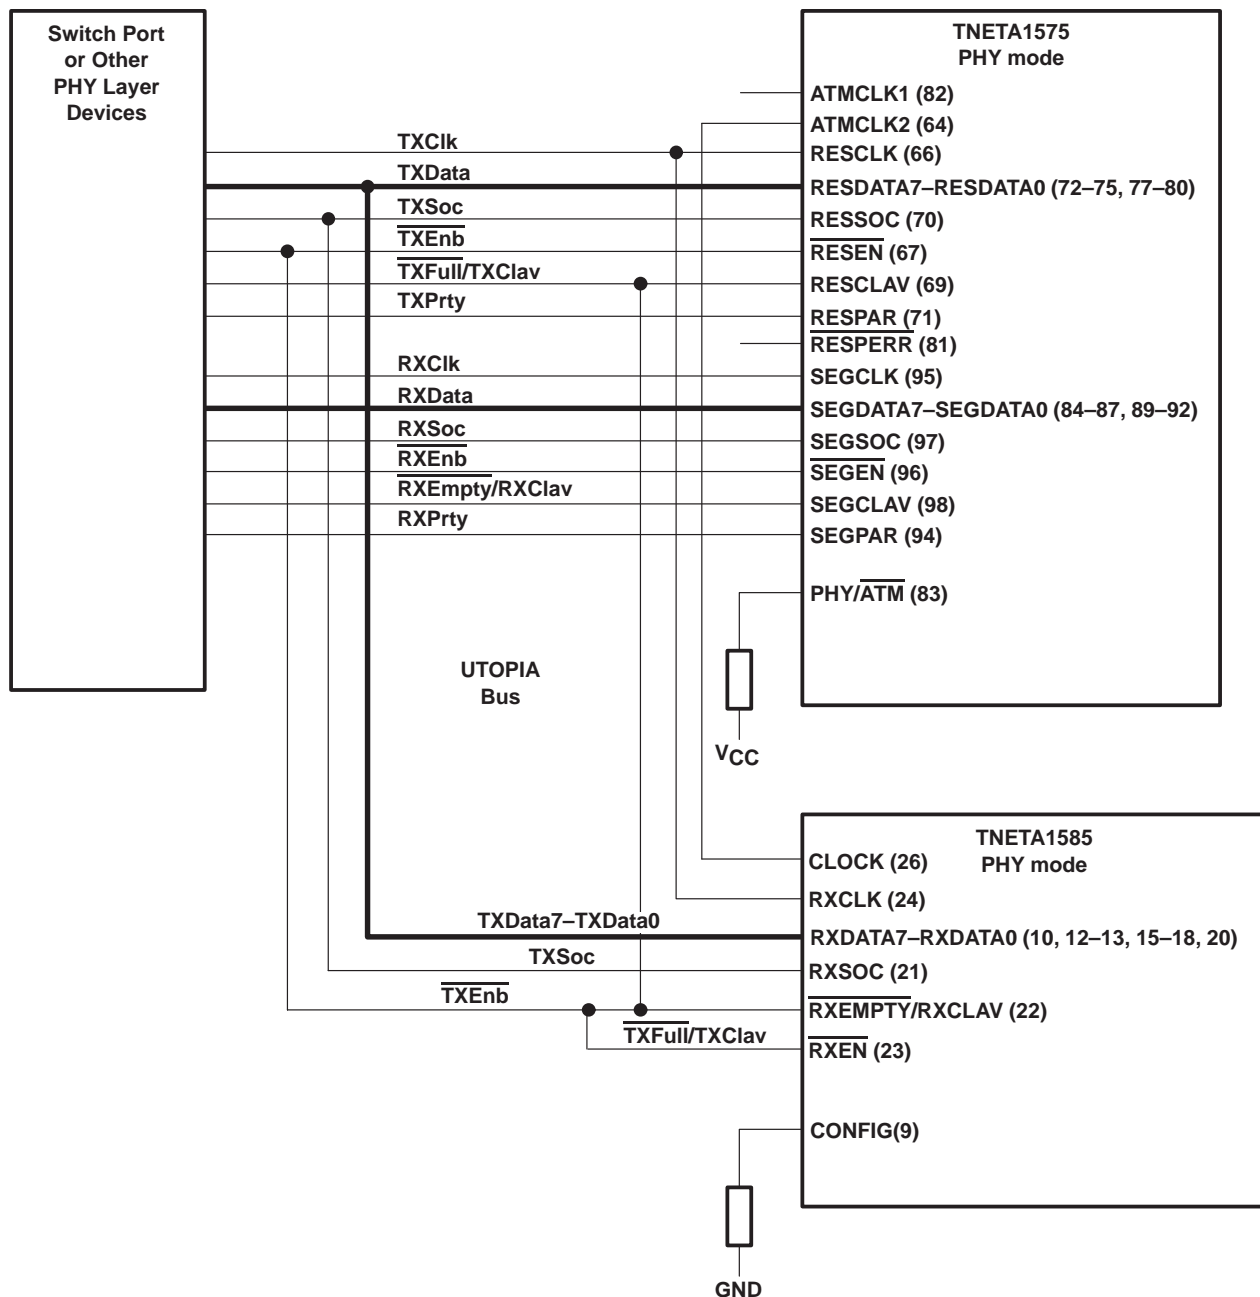 Switch Port
or Other
PHY Layer
Devices
TNETA1575
PHY mode
ATMCLK1 (82)
ATMCLK2 (64)
TXClk
RESCLK (66)
TXData
RESDATA7–RESDATA0 (72–75, 77–80)
TXSoc
RESSOC (70)
TXEnb
RESEN (67)
TXFull/TXClav
RESCLAV (69)
TXPrty
RESPAR (71)
RESPERR (81)
RXClk
SEGCLK (95)
RXData
SEGDATA7–SEGDATA0 (84–87, 89–92)
RXSoc
SEGSOC (97)
RXEnb
SEGEN (96)
RXEmpty/RXClav
SEGCLAV (98)
RXPrty
SEGPAR (94)
PHY/ATM (83)
UTOPIA
Bus
VCC
TNETA1585
PHY mode
CLOCK (26)
RXCLK (24)
TXData7–TXData0
RXDATA7–RXDATA0 (10, 12–13, 15–18, 20)
TXSoc
RXSOC (21)
TXEnb
RXEMPTY/RXCLAV (22)
TXFull/TXClav
RXEN (23)
CONFIG(9)
GND